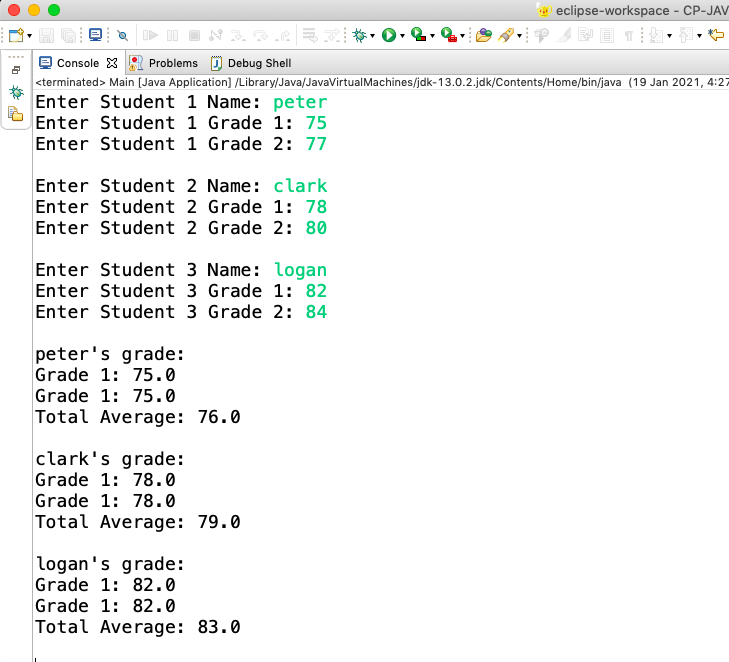 eclipse-workspace - CP-JAV
Console Problems Debug Shell
<terminated> Main [Java Application] /Library/Java/JavaVirtualMachines/jdk-13.0.2.jdk/Contents/Home/bin/java (19 Jan 2021, 4:27
Enter Student 1 Name: peter
Enter Student 1 Grade 1: 75
Enter Student 1 Grade 2: 77
Enter Student 2 Name: clark
Enter Student 2 Grade 1: 78
Enter Student 2 Grade 2: 80
Enter Student 3 Name: logan
Enter Student 3 Grade 1: 82
Enter Student 3 Grade 2: 84
peter's grade:
Grade 1: 75.0
Grade 1: 75.0
Total Average: 76.0
clark's grade:
Grade 1: 78.0
Grade 1: 78.0
Total Average: 79.0
logan's grade:
Grade 1: 82.0
Grade 1: 82.0
Total Average: 83.0